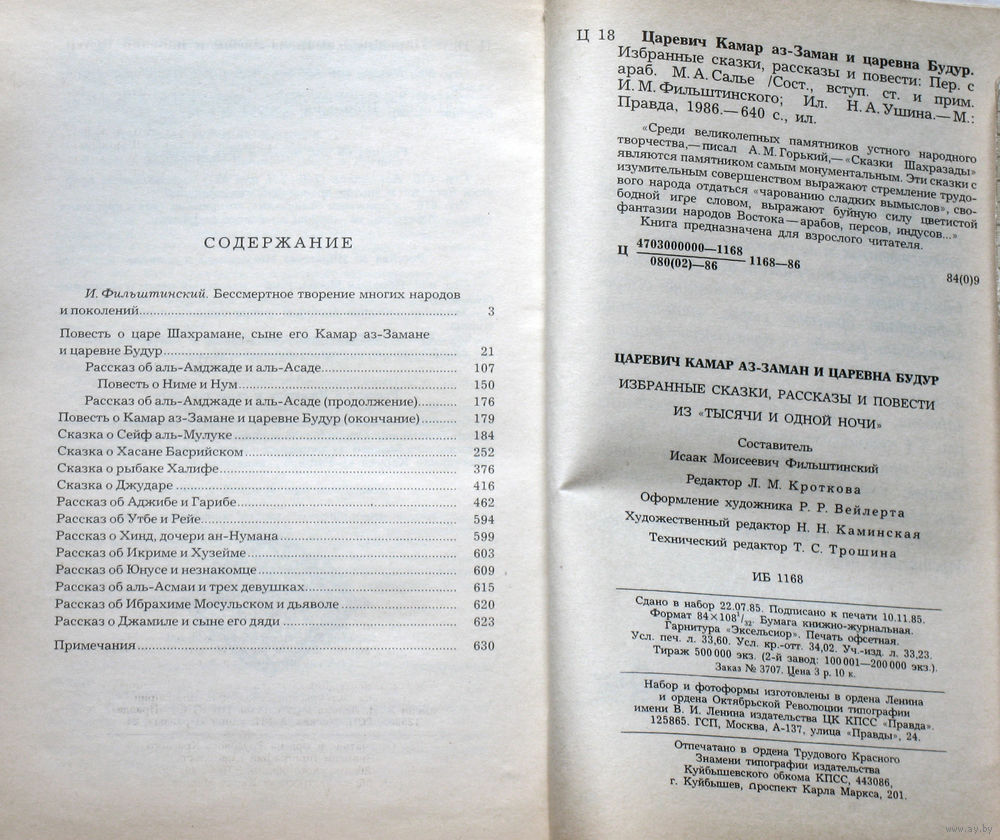 СОДЕРЖАНИЕ
И. Фильштинский. Бессмертное творение многих народов
и поколений 3
Повесть о царе Шахрамане, сыне его Камар аз-Замане
и царевне Будур 21
Рассказ об аль-Амджаде и аль-Асаде 107
Повесть о Ниме и Нум 150
Рассказ об аль-Амджаде и аль-Асаде (продолжение) 176
Повесть о Камар аз-Замане и царевне Будур (окончание) 179
Сказка о Сейф аль-Мулуке 184
Сказка о Хасане Басрийском 252
Сказка о рыбаке Халифе 376
Сказка о Джударе 416
Рассказ об Аджибе и Гарибе 462
Рассказ об Утбе и Рейе 594
Рассказ о Хинд, дочери ан-Нумана 599
Рассказ об Икриме и Хузейме 603
Рассказ об Юнусе и незнакомце 609
Рассказ об аль-Асмаи и трех девушках 615
Рассказ об Ибрахиме Мосульском и дьяволе 620
Рассказ о Джамиле и сыне его дяди 623
Примечания 630
Ц 18 Царевич Камар аз-Заман и царевна Будур.
Избранные сказки, рассказы и повести: Пер. с
араб. М. А. Салье /Сост., вступ. ст. и прим.
И. М. Фильштинского; Ил. Н. А. Ушина.— М.:
Правда, 1986.— 640 с., ил.
«Среди великолепных памятников устного народного
творчества,— писал А. М. Горький,— «Сказки Шахразады»
являются памятником самым монументальным. Эти сказки с
изумительным совершенством выражают стремление трудо-
вого народа отдаться «чарованию сладких вымыслов», сво-
бодной игре словом, выражают буйную силу цветистой
фантазии народов Востока — арабов, персов, индусов...»
Книга предназначена для взрослого читателя.
Ц 4703000000—1168
080(02)—86 1168—86
84(0)9
ЦАРЕВИЧ КАМАР АЗ-ЗАМАН И ЦАРЕВНА БУДУР
ИЗБРАННЫЕ СКАЗКИ, РАССКАЗЫ И ПОВЕСТИ
ИЗ «ТЫСЯЧИ И ОДНОЙ НОЧИ»
Составитель
Исаак Моисеевич Фильштинский
Редактор Л. М. Кроткова
Оформление художника Р. Р. Вейлерта
Художественный редактор Н. Н. Каминская
Технический редактор Т. С. Трошина
ИБ 1168
Сдано в набор 22.07.85. Подписано к печати 10.11.85.
Формат 84×108¹/₃₂. Бумага книжно-журнальная.
Гарнитура «Эксельсиор». Печать офсетная.
Усл. печ. л. 33,60. Усл. кр.-отт. 34,02. Уч.-изд. л. 33,23.
Тираж 500 000 экз. (2-й завод: 100 001—200 000 экз.).
Заказ № 3707. Цена 3 р. 10 к.
Набор и фотоформы изготовлены в ордена Ленина
и ордена Октябрьской Революции типографии
имени В. И. Ленина издательства ЦК КПСС «Правда».
125865. ГСП, Москва, А-137, улица «Правды», 24.
Отпечатано в ордена Трудового Красного
Знамени типографии издательства
Куйбышевского обкома КПСС, 443086,
г. Куйбышев, проспект Карла Маркса, 201.
www.ay.by